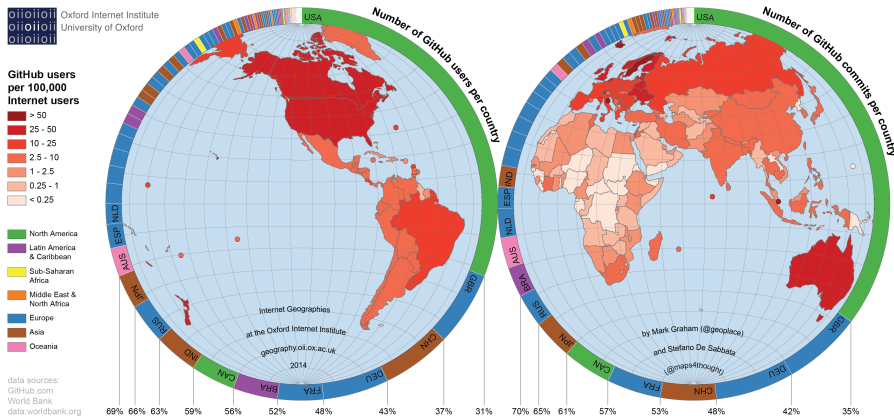 oiioiioii
oiioiioii
oiioiioii
Oxford Internet Institute
University of Oxford
GitHub users
per 100,000
Internet users
> 50
25 - 50
10 - 25
2.5 - 10
1 - 2.5
0.25 - 1
< 0.25
North America
Latin America
& Caribbean
Sub-Saharan
Africa
Middle East &
North Africa
Europe
Asia
Oceania
data sources:
GitHub.com
World Bank
data.worldbank.org
Number of GitHub users per country
USA
GBR
CHN
DEU
FRA
BRA
CAN
IND
RUS
JPN
AUS
ESP
NLD
Internet Geographies
at the Oxford Internet Institute
geography.oii.ox.ac.uk
2014
69%
66%
63%
59%
56%
52%
48%
43%
37%
31%
Number of GitHub commits per country
USA
GBR
DEU
CHN
FRA
CAN
JPN
RUS
BRA
AUS
NLD
ESP
IND
by Mark Graham (@geoplace)
and Stefano De Sabbata
(@maps4thought)
70%
65%
61%
57%
53%
48%
42%
35%